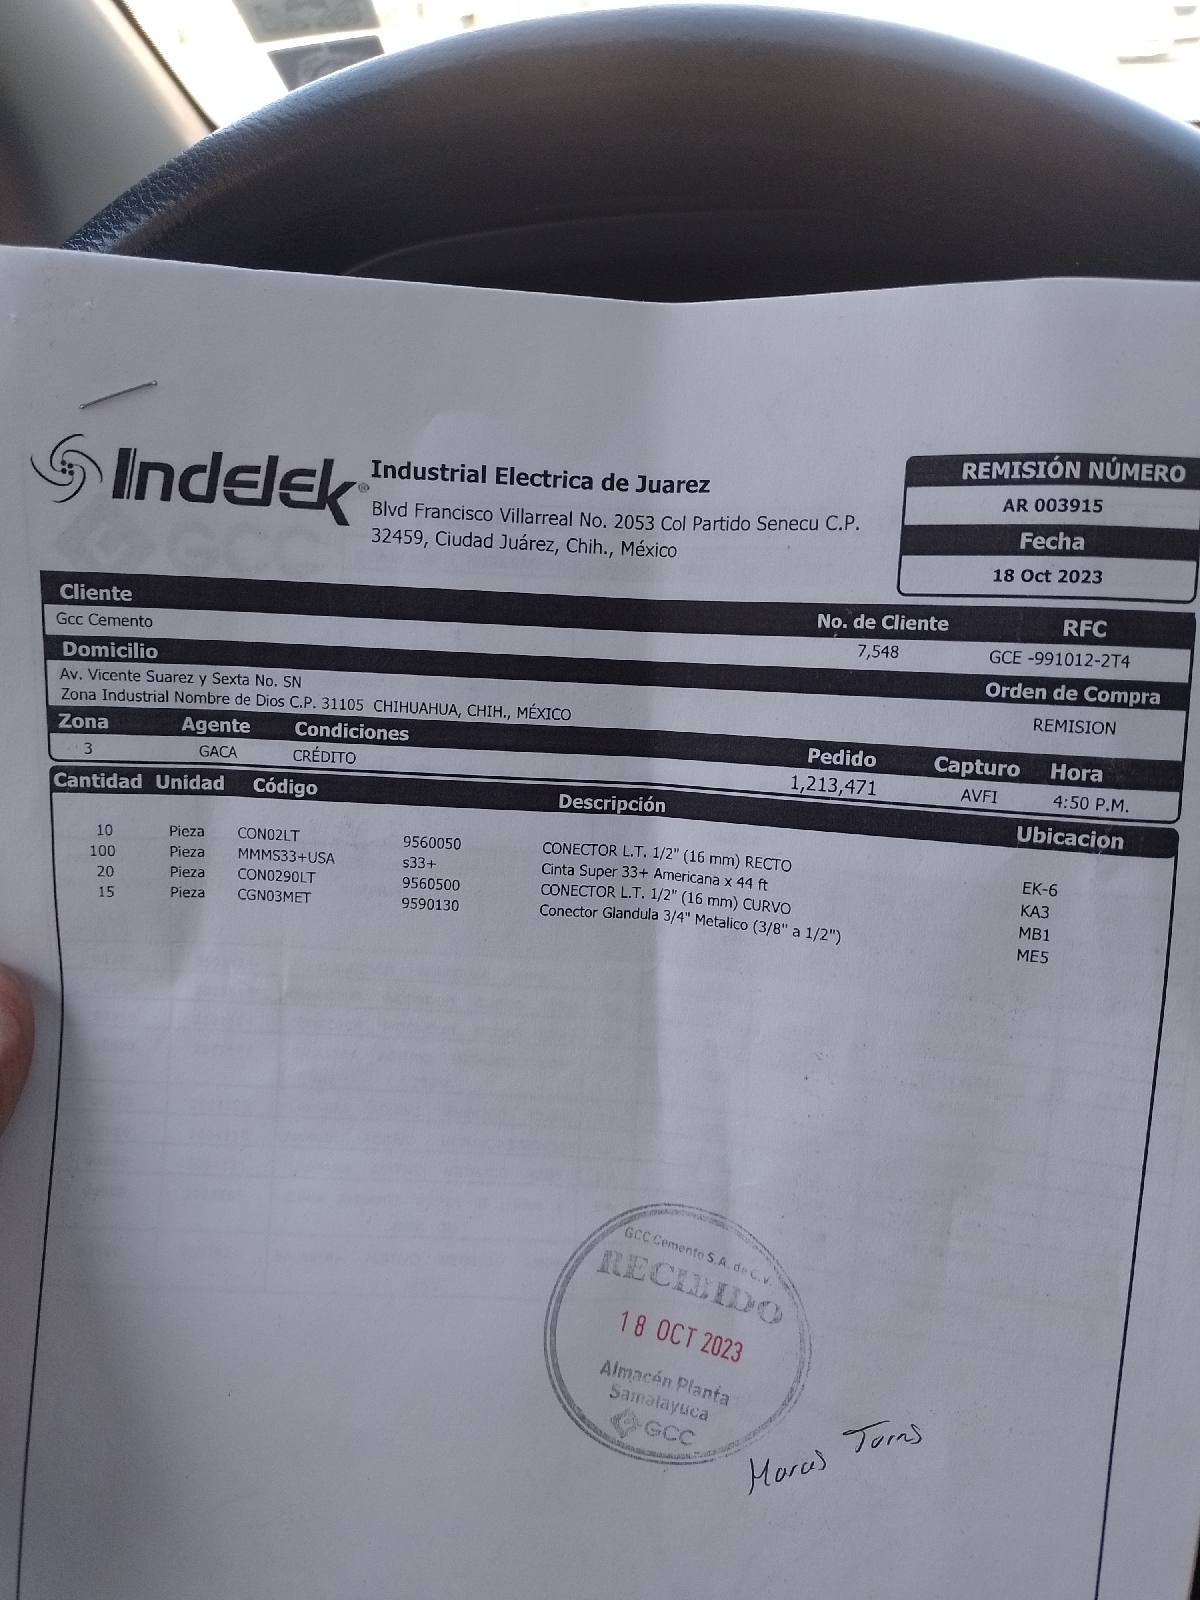 Indelek®
Industrial Electrica de Juarez
Blvd Francisco Villarreal No. 2053 Col Partido Senecu C.P.
32459, Ciudad Juárez, Chih., México
REMISIÓN NÚMERO
AR 003915
Fecha
18 Oct 2023
Cliente No. de Cliente RFC
Gcc Cemento 7,548 GCE -991012-2T4
Domicilio Orden de Compra
Av. Vicente Suarez y Sexta No. SN REMISION
Zona Industrial Nombre de Dios C.P. 31105 CHIHUAHUA, CHIH., MÉXICO
Zona Agente Condiciones Pedido Capturo Hora
3 GACA CRÉDITO 1,213,471 AVFI 4:50 P.M.
Cantidad Unidad Código Descripción Ubicacion
10 Pieza CON02LT 9560050 CONECTOR L.T. 1/2" (16 mm) RECTO EK-6
100 Pieza MMMS33+USA s33+ Cinta Super 33+ Americana x 44 ft KA3
20 Pieza CON0290LT 9560500 CONECTOR L.T. 1/2" (16 mm) CURVO MB1
15 Pieza CGN03MET 9590130 Conector Glandula 3/4" Metalico (3/8" a 1/2") ME5
GCC Cemento S.A. de C.V.
RECIBIDO
18 OCT 2023
Almacén Planta
Samalayuca
GCC